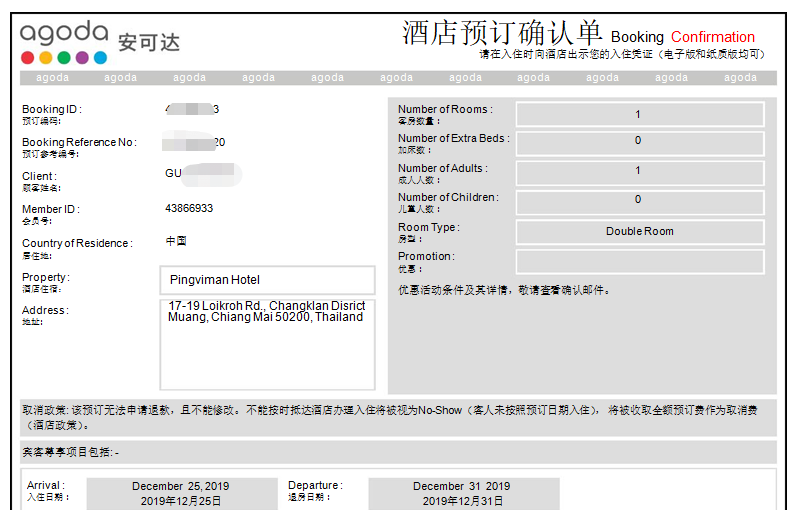 agoda 安可达
酒店预订确认单 Booking Confirmation
请在入住时向酒店出示您的入住凭证（电子版和纸质版均可）
agoda agoda agoda agoda agoda agoda agoda agoda agoda agoda agoda
Booking ID : 3
预订编码:
Booking Reference No : 20
预订参考编号:
Client : GU
顾客姓名:
Member ID : 43866933
会员号:
Country of Residence : 中国
居住地:
Property : Pingviman Hotel
酒店住宿:
Address : 17-19 Loikroh Rd., Changklan Disrict
地址: Muang, Chiang Mai 50200, Thailand
Number of Rooms : 1
客房数量 :
Number of Extra Beds : 0
加床数 :
Number of Adults : 1
成人人数 :
Number of Children : 0
儿童人数 :
Room Type : Double Room
房型 :
Promotion :
优惠 :
优惠活动条件及其详情，敬请查看确认邮件。
取消政策: 该预订无法申请退款，且不能修改。不能按时抵达酒店办理入住将被视为No-Show（客人未按照预订日期入住），将被收取全额预订费作为取消费
（酒店政策）。
宾客尊享项目包括: -
Arrival : December 25, 2019 Departure : December 31 2019
入住日期 : 2019年12月25日 退房日期 : 2019年12月31日